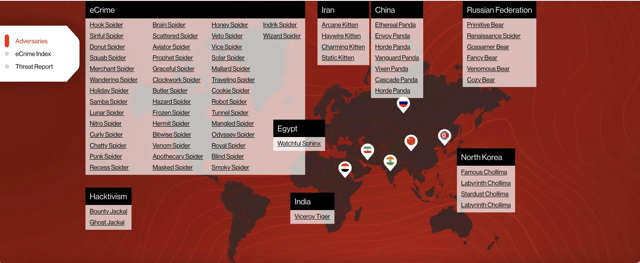 Adversaries
eCrime Index
Threat Report
eCrime
Hook Spider
Sinful Spider
Donut Spider
Squab Spider
Merchant Spider
Wandering Spider
Holiday Spider
Samba Spider
Lunar Spider
Nitro Spider
Curly Spider
Chatty Spider
Punk Spider
Recess Spider
Brain Spider
Scattered Spider
Aviator Spider
Prophet Spider
Graceful Spider
Clockwork Spider
Butler Spider
Hazard Spider
Frozen Spider
Hermit Spider
Bitwise Spider
Venom Spider
Apothecary Spider
Masked Spider
Honey Spider
Veto Spider
Vice Spider
Solar Spider
Mallard Spider
Traveling Spider
Cookie Spider
Robot Spider
Tunnel Spider
Mangled Spider
Odyssey Spider
Royal Spider
Blind Spider
Smoky Spider
Indrik Spider
Wizard Spider
Iran
Arcane Kitten
Haywire Kitten
Charming Kitten
Static Kitten
China
Ethereal Panda
Envoy Panda
Horde Panda
Vanguard Panda
Vixen Panda
Cascade Panda
Horde Panda
Russian Federation
Primitive Bear
Renaissance Spider
Gossamer Bear
Fancy Bear
Venomous Bear
Cozy Bear
Egypt
Watchful Sphinx
North Korea
Famous Chollima
Labyrinth Chollima
Stardust Chollima
Labyrinth Chollima
Hacktivism
Bounty Jackal
Ghost Jackal
India
Viceroy Tiger